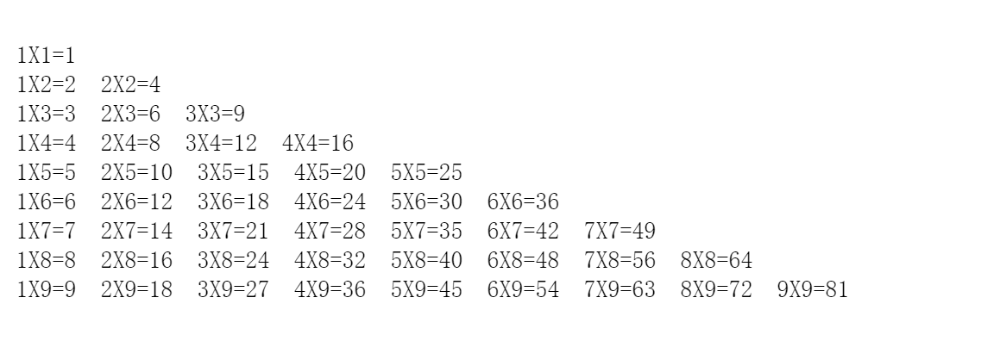 1X1=1
1X2=2  2X2=4
1X3=3  2X3=6  3X3=9
1X4=4  2X4=8  3X4=12  4X4=16
1X5=5  2X5=10  3X5=15  4X5=20  5X5=25
1X6=6  2X6=12  3X6=18  4X6=24  5X6=30  6X6=36
1X7=7  2X7=14  3X7=21  4X7=28  5X7=35  6X7=42  7X7=49
1X8=8  2X8=16  3X8=24  4X8=32  5X8=40  6X8=48  7X8=56  8X8=64
1X9=9  2X9=18  3X9=27  4X9=36  5X9=45  6X9=54  7X9=63  8X9=72  9X9=81